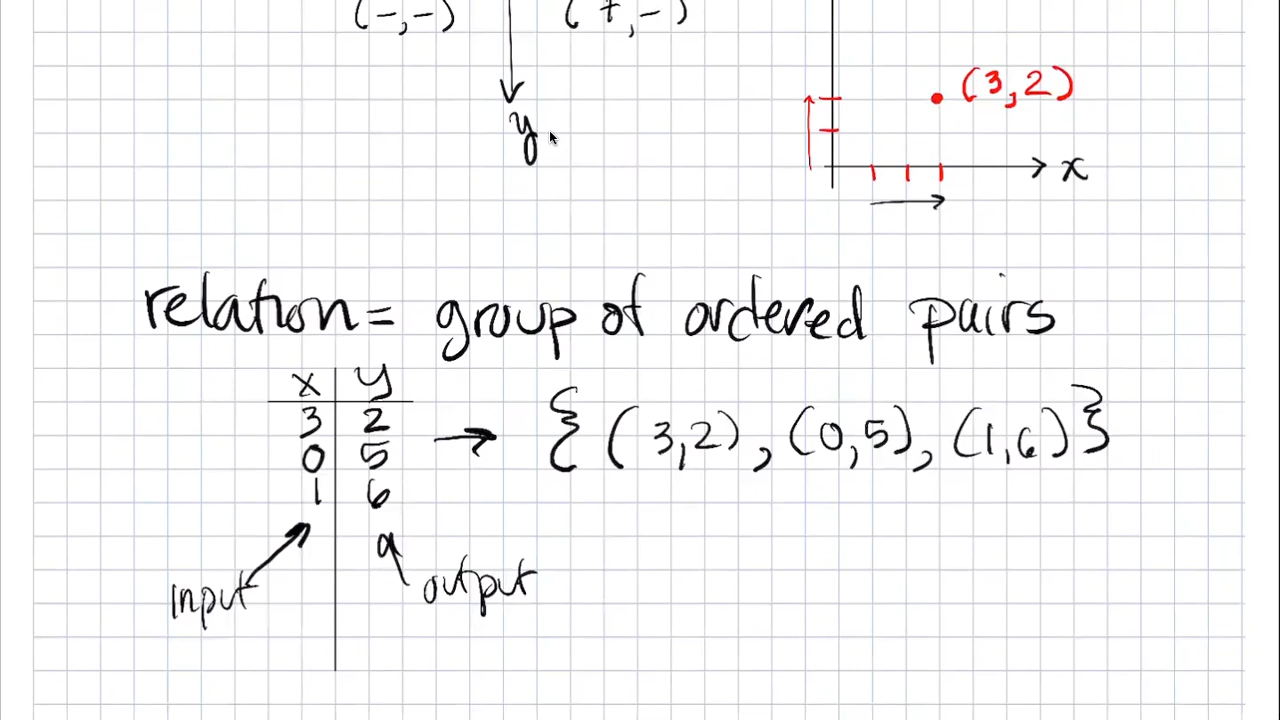 (-,-) (+,-)
(3,2)
y
x
relation = group of ordered pairs
x y
3 2 → { (3,2), (0,5), (1,6) }
0 5
1 6
input output